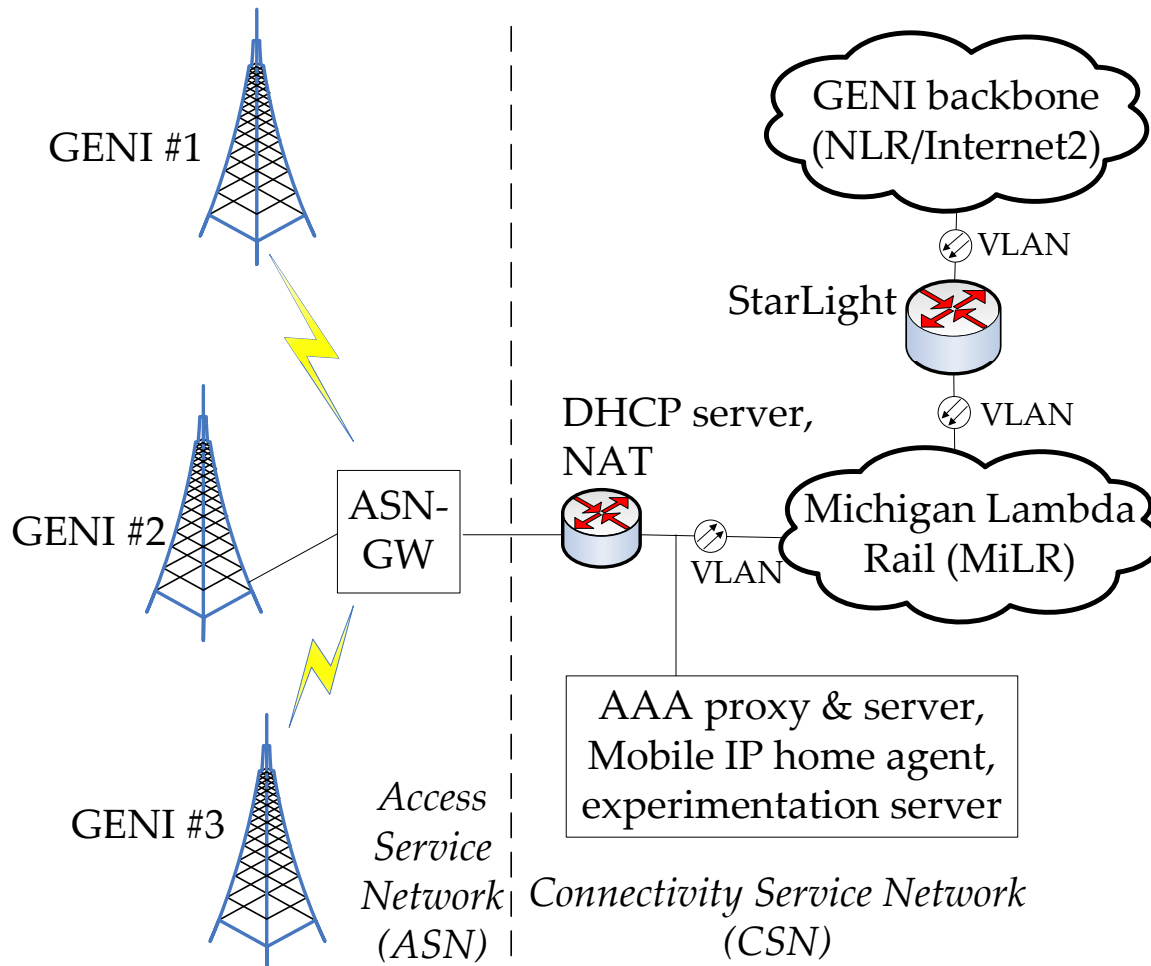 GENI #1
GENI backbone
(NLR/Internet2)
VLAN
StarLight
VLAN
DHCP server,
NAT
GENI #2
ASN-
GW
VLAN
Michigan Lambda
Rail (MiLR)
AAA proxy & server,
Mobile IP home agent,
experimentation server
GENI #3
Access
Service
Network
(ASN)
Connectivity Service Network
(CSN)